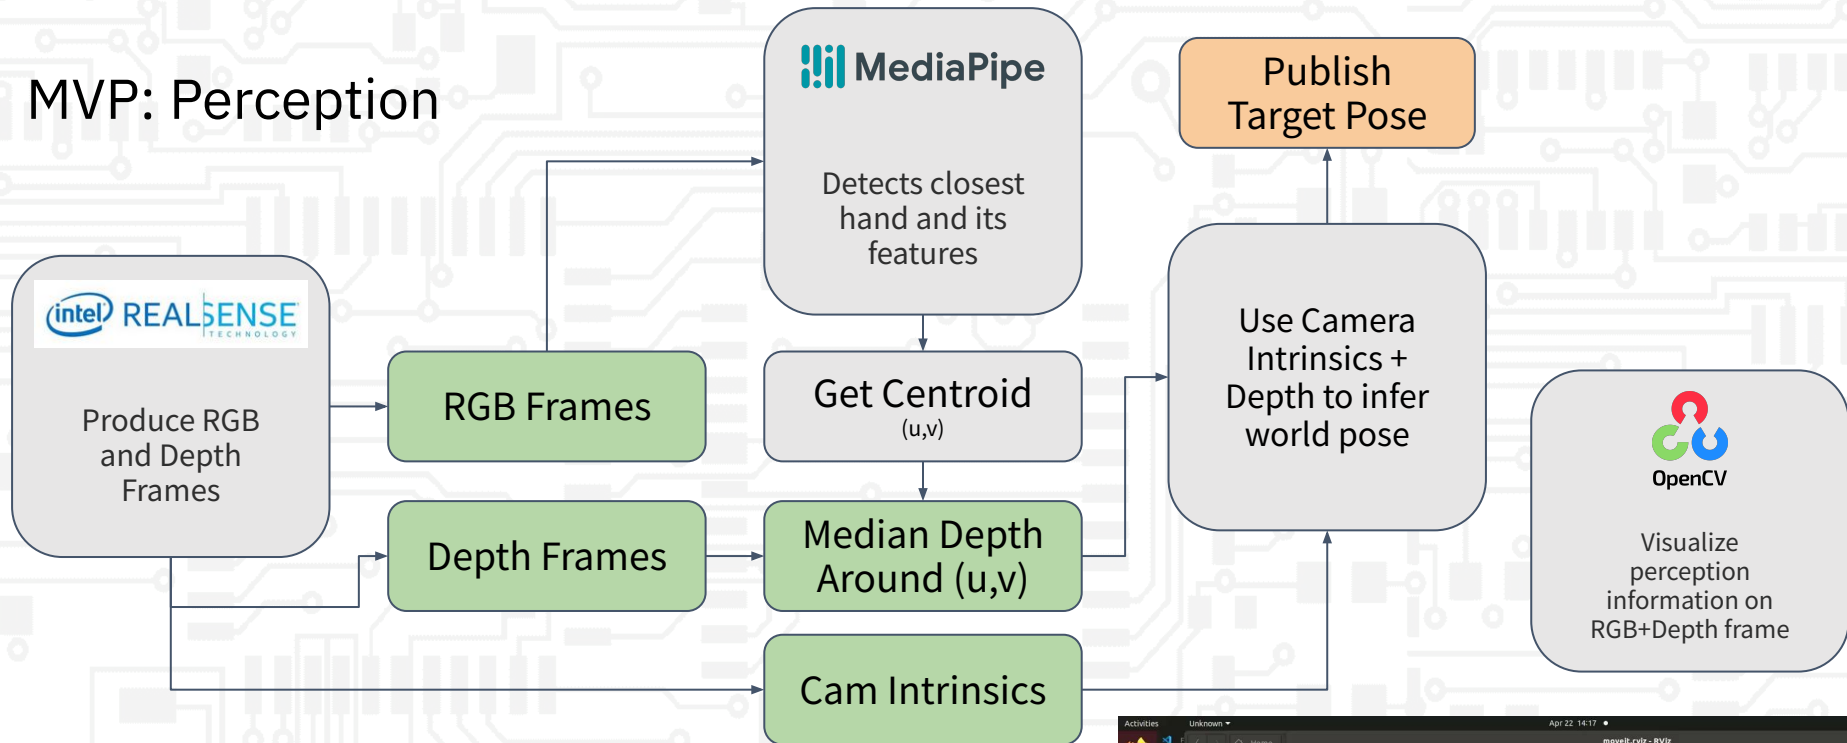 MVP: Perception
MediaPipe
Detects closest
hand and its
features
Publish
Target Pose
intel REALSENSE
TECHNOLOGY
Produce RGB
and Depth
Frames
RGB Frames
Get Centroid
(u,v)
Use Camera
Intrinsics +
Depth to infer
world pose
Depth Frames
Median Depth
Around (u,v)
Cam Intrinsics
OpenCV
Visualize
perception
information on
RGB+Depth frame
Activities
Unknown
Apr 22 14:17
Home
moveit.rviz - RViz